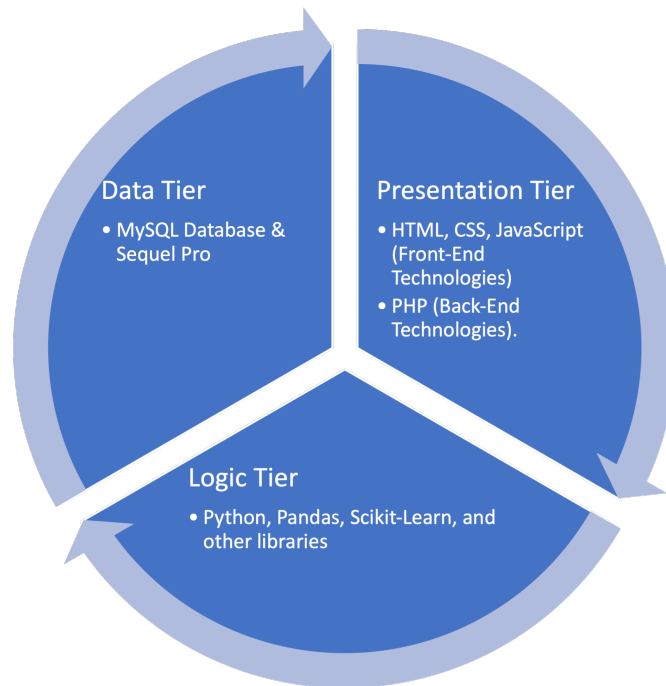 Data Tier
• MySQL Database &
Sequel Pro
Presentation Tier
• HTML, CSS, JavaScript
(Front-End
Technologies)
• PHP (Back-End
Technologies).
Logic Tier
• Python, Pandas, Scikit-Learn, and
other libraries